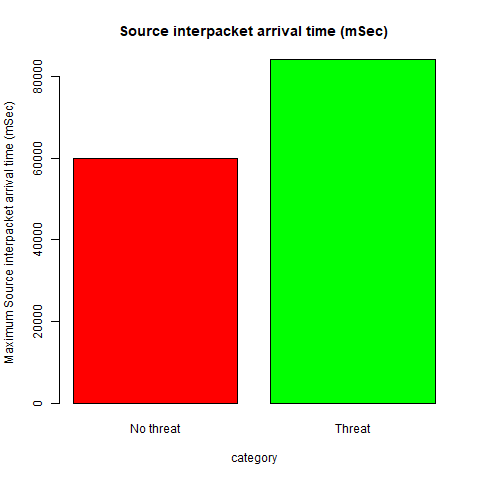 Source interpacket arrival time (mSec)
Maximum Source interpacket arrival time (mSec)
80000
60000
40000
20000
0
No threat
Threat
category